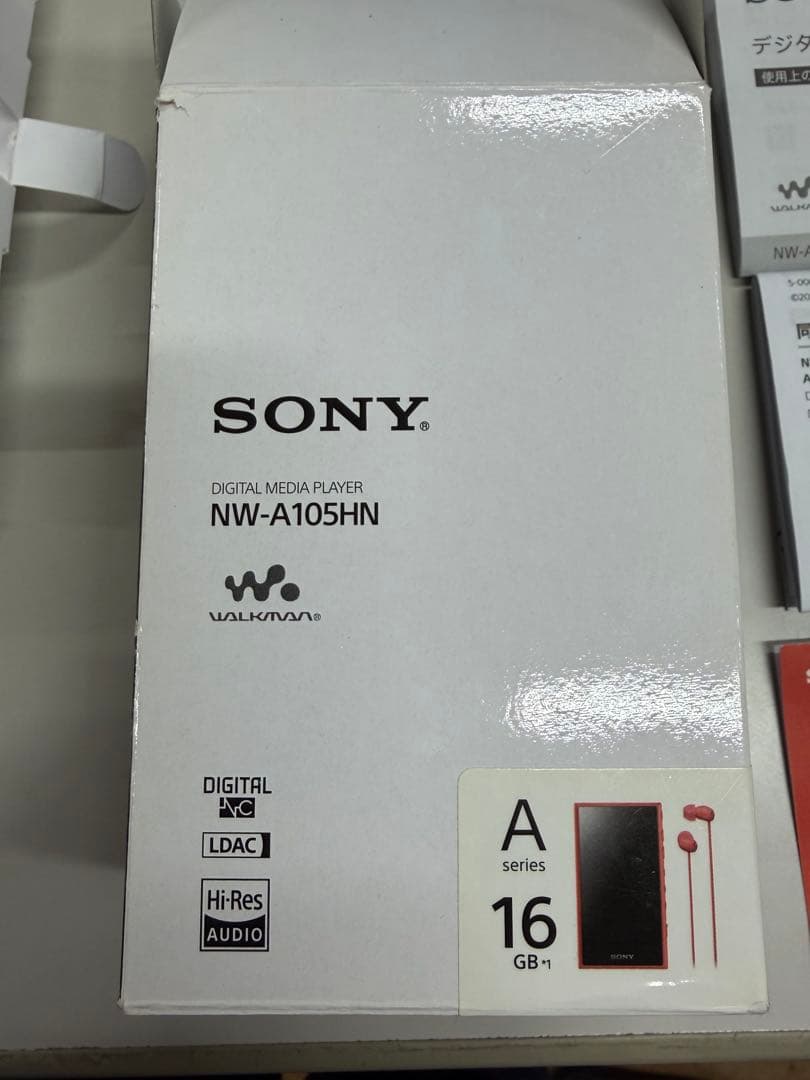 SONY®
DIGITAL MEDIA PLAYER
NW-A105HN
WALKMAN®
DIGITAL
NC
LDAC
Hi-Res
AUDIO
A
series
16
GB *1
SONY
デジタ
使用上の
NW-A